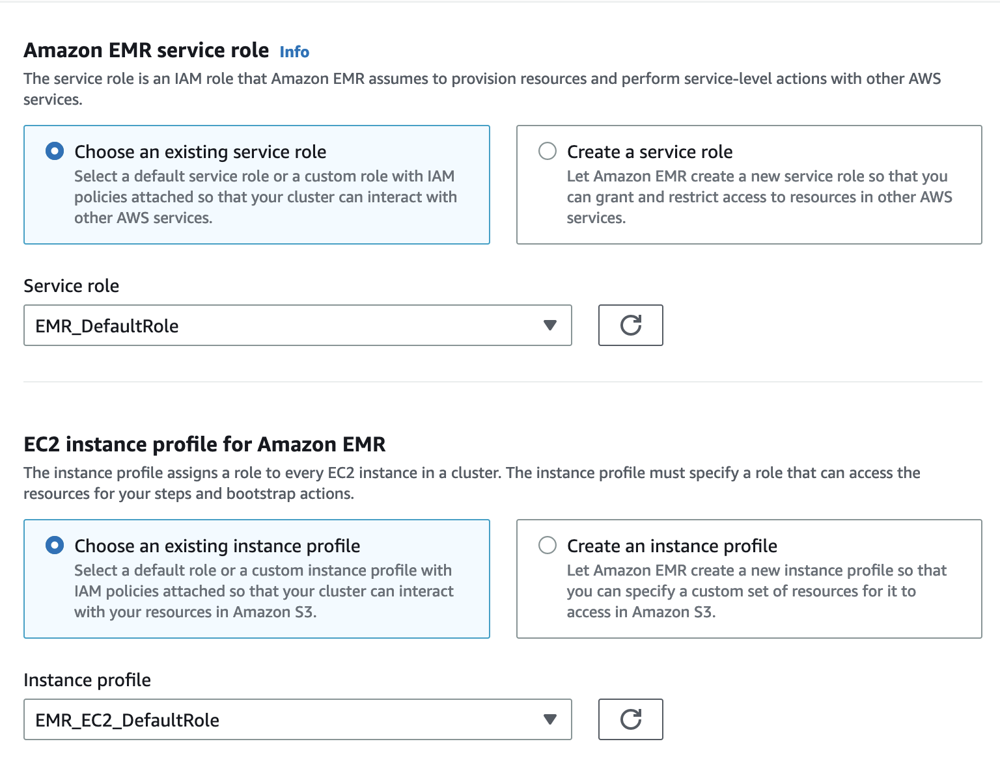 Amazon EMR service role Info
The service role is an IAM role that Amazon EMR assumes to provision resources and perform service-level actions with other AWS
services.
Choose an existing service role
Select a default service role or a custom role with IAM
policies attached so that your cluster can interact with
other AWS services.
Create a service role
Let Amazon EMR create a new service role so that you
can grant and restrict access to resources in other AWS
services.
Service role
EMR_DefaultRole
EC2 instance profile for Amazon EMR
The instance profile assigns a role to every EC2 instance in a cluster. The instance profile must specify a role that can access the
resources for your steps and bootstrap actions.
Choose an existing instance profile
Select a default role or a custom instance profile with
IAM policies attached so that your cluster can interact
with your resources in Amazon S3.
Create an instance profile
Let Amazon EMR create a new instance profile so that
you can specify a custom set of resources for it to
access in Amazon S3.
Instance profile
EMR_EC2_DefaultRole